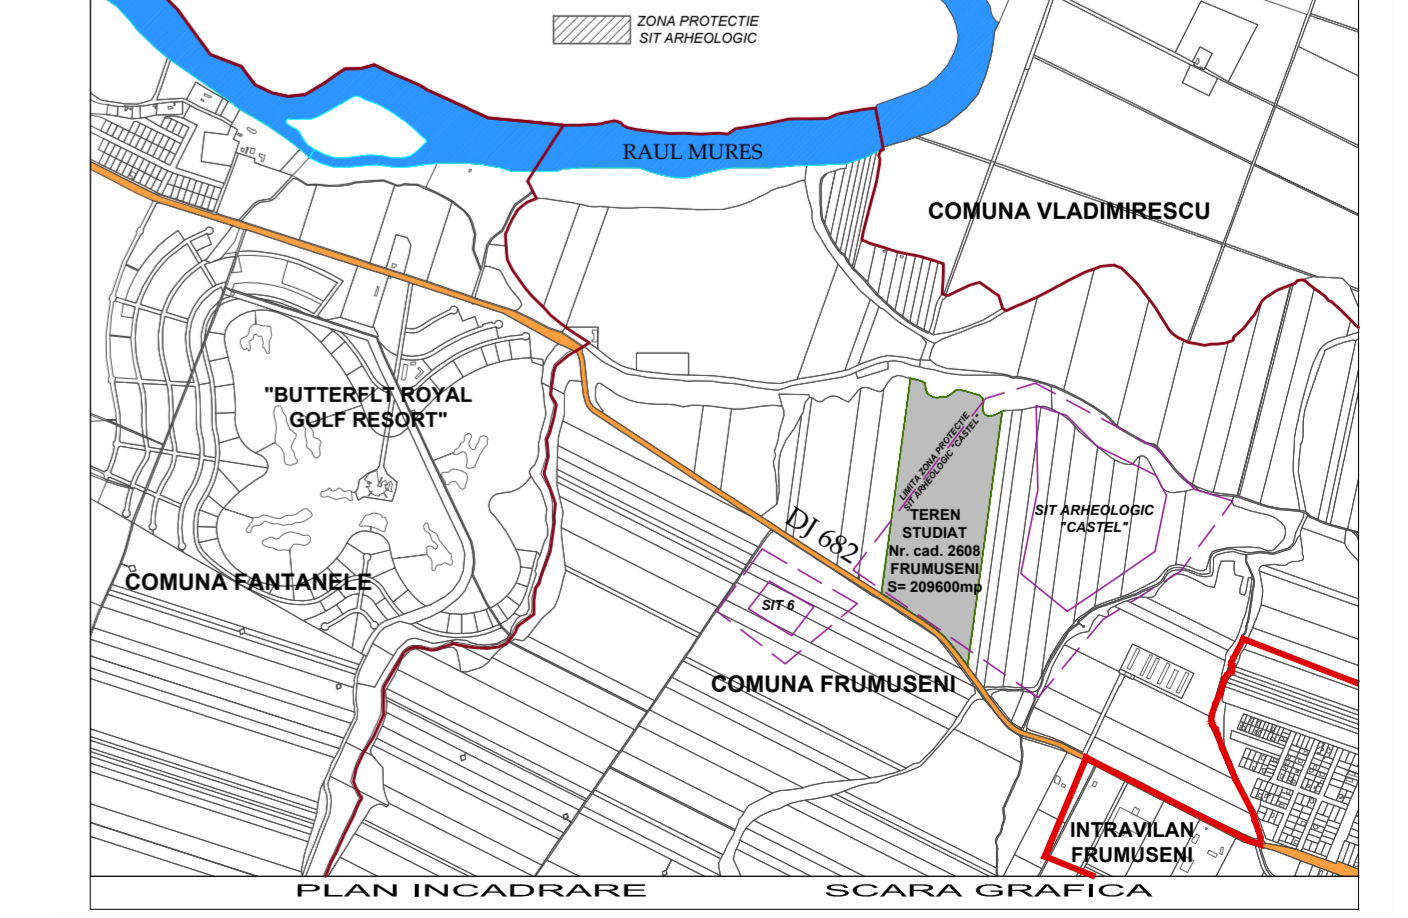 ZONA PROTECTIE
SIT ARHEOLOGIC
RAUL MURES
COMUNA VLADIMIRESCU
"BUTTERFLT ROYAL
GOLF RESORT"
LIMITA ZONA PROTECTIE
SIT ARHEOLOGIC "CASTEL"
SIT ARHEOLOGIC
"CASTEL"
TEREN
STUDIAT
Nr. cad. 2608
FRUMUSENI
S= 209600mp
DJ 682
COMUNA FANTANELE
SIT 6
COMUNA FRUMUSENI
INTRAVILAN
FRUMUSENI
PLAN INCADRARE
SCARA GRAFICA